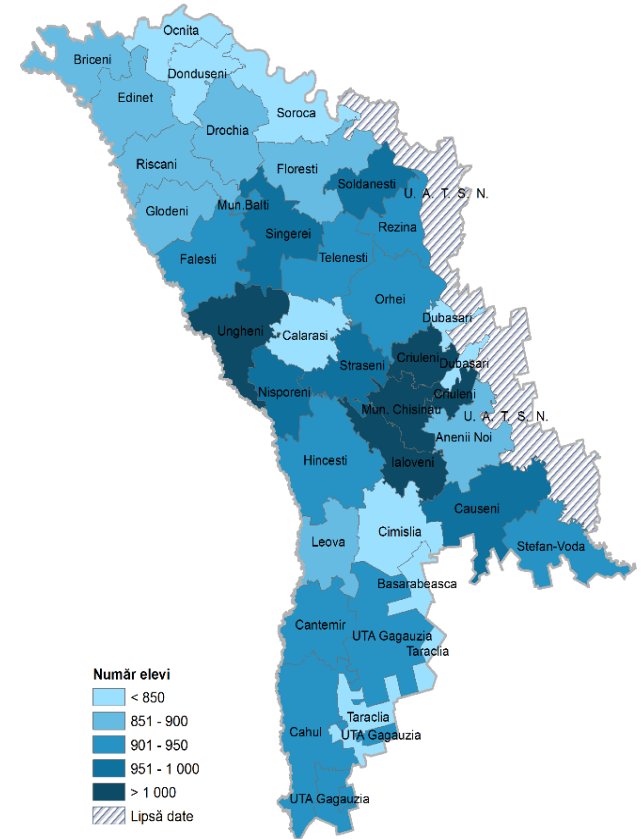 Ocnita
Briceni
Donduseni
Edinet
Soroca
Drochia
Riscani
Floresti
Soldanesti
U. A. T. S. N.
Mun.Balti
Glodeni
Rezina
Singerei
Falesti
Telenesti
Orhei
Dubasari
Ungheni
Calarasi
Criuleni
Dubasari
Straseni
Nisporeni
Criuleni
Mun. Chisinau
U. A. T. S. N.
Anenii Noi
Hincesti
Ialoveni
Causeni
Cimislia
Leova
Stefan-Voda
Basarabeasca
Cantemir
UTA Gagauzia
Taraclia
Număr elevi
< 850
851 - 900
901 - 950
951 - 1 000
> 1 000
Lipsă date
Taraclia
Cahul
UTA Gagauzia
UTA Gagauzia